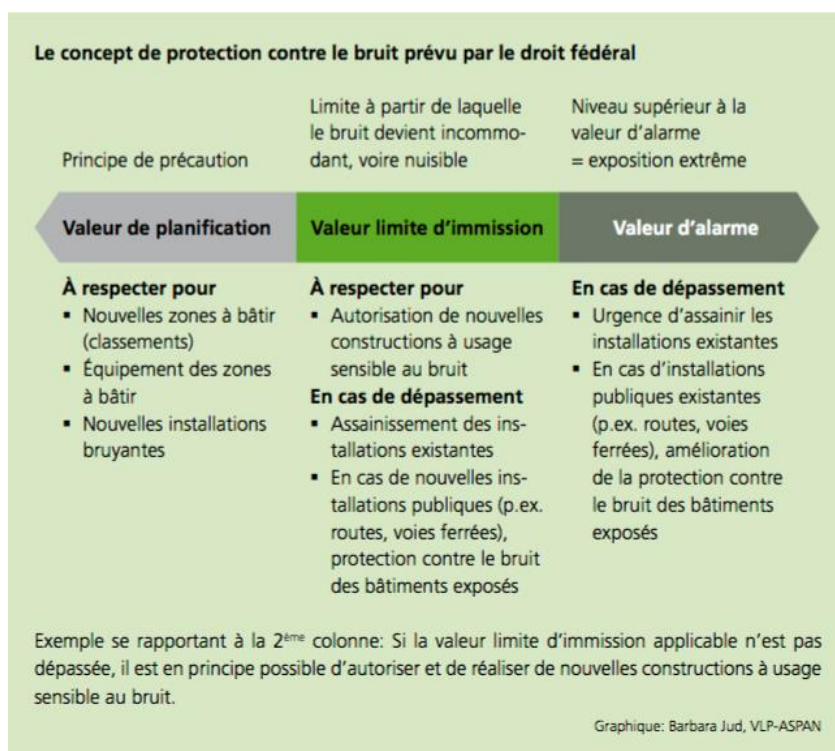 Le concept de protection contre le bruit prévu par le droit fédéral
Principe de précaution
Limite à partir de laquelle
le bruit devient incommo-
dant, voire nuisible
Niveau supérieur à la
valeur d'alarme
= exposition extrême
Valeur de planification
Valeur limite d'immission
Valeur d'alarme
À respecter pour
▪ Nouvelles zones à bâtir
(classements)
▪ Équipement des zones
à bâtir
▪ Nouvelles installations
bruyantes
À respecter pour
▪ Autorisation de nouvelles
constructions à usage
sensible au bruit
En cas de dépassement
▪ Assainissement des ins-
tallations existantes
▪ En cas de nouvelles ins-
tallations publiques (p.ex.
routes, voies ferrées),
protection contre le bruit
des bâtiments exposés
En cas de dépassement
▪ Urgence d'assainir les
installations existantes
▪ En cas d'installations
publiques existantes
(p.ex. routes, voies
ferrées), amélioration
de la protection contre
le bruit des bâtiments
exposés
Exemple se rapportant à la 2ème colonne: Si la valeur limite d'immission applicable n'est pas
dépassée, il est en principe possible d'autoriser et de réaliser de nouvelles constructions à usage
sensible au bruit.
Graphique: Barbara Jud, VLP-ASPAN